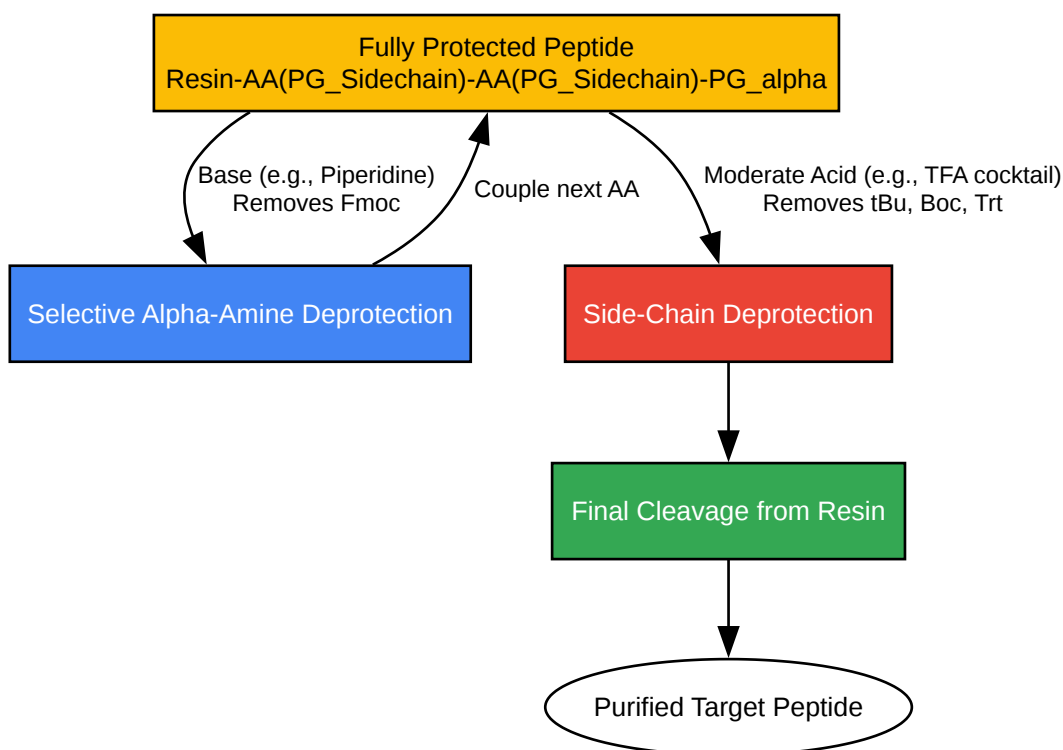 Fully Protected Peptide
Resin-AA(PG_Sidechain)-AA(PG_Sidechain)-PG_alpha
Base (e.g., Piperidine)
Removes Fmoc
Couple next AA
Moderate Acid (e.g., TFA cocktail)
Removes tBu, Boc, Trt
Selective Alpha-Amine Deprotection
Side-Chain Deprotection
Final Cleavage from Resin
Purified Target Peptide